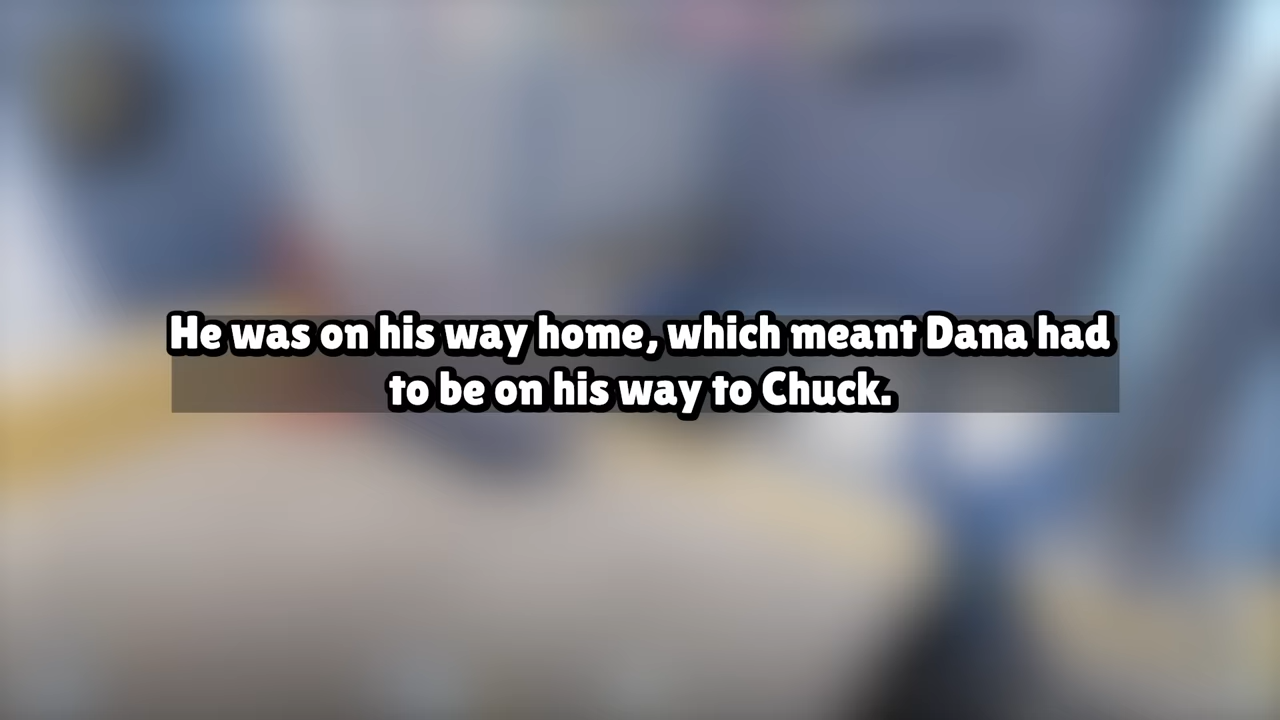 He was on his way home, which meant Dana had
to be on his way to Chuck.